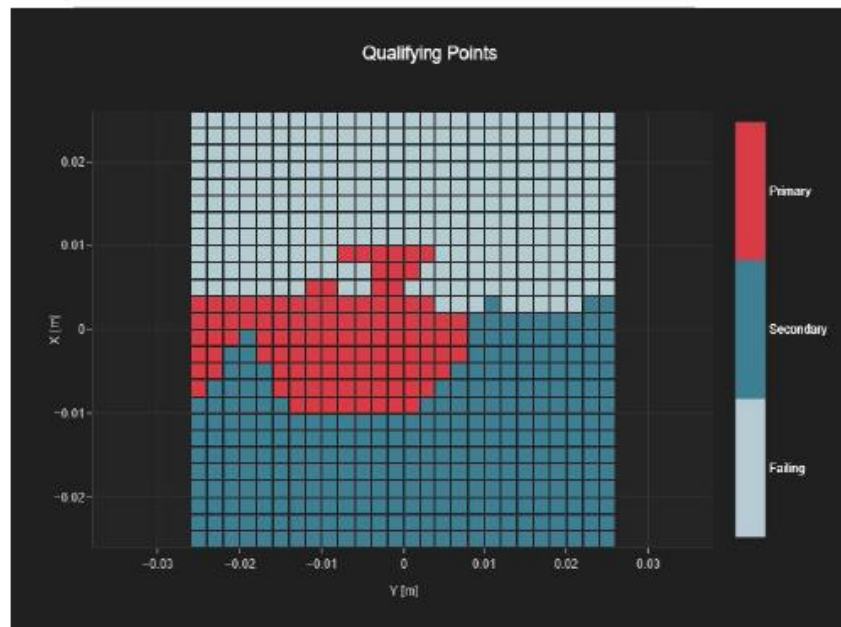 Qualifying Points
0.02
0.01
0
−0.01
−0.02
X [m]
−0.03
−0.02
−0.01
0
0.01
0.02
0.03
Y [m]
Primary
Secondary
Failing